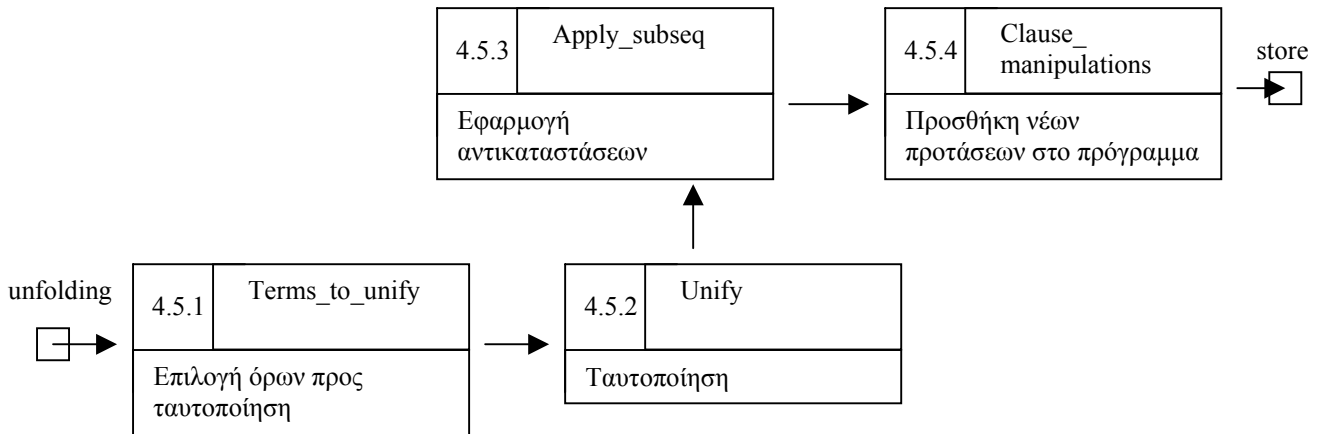 4.5.3
Apply_subseq
Εφαρμογή
αντικαταστάσεων
4.5.4
Clause_
manipulations
Προσθήκη νέων
προτάσεων στο πρόγραμμα
store
unfolding
4.5.1
Terms_to_unify
Επιλογή όρων προς
ταυτοποίηση
4.5.2
Unify
Ταυτοποίηση